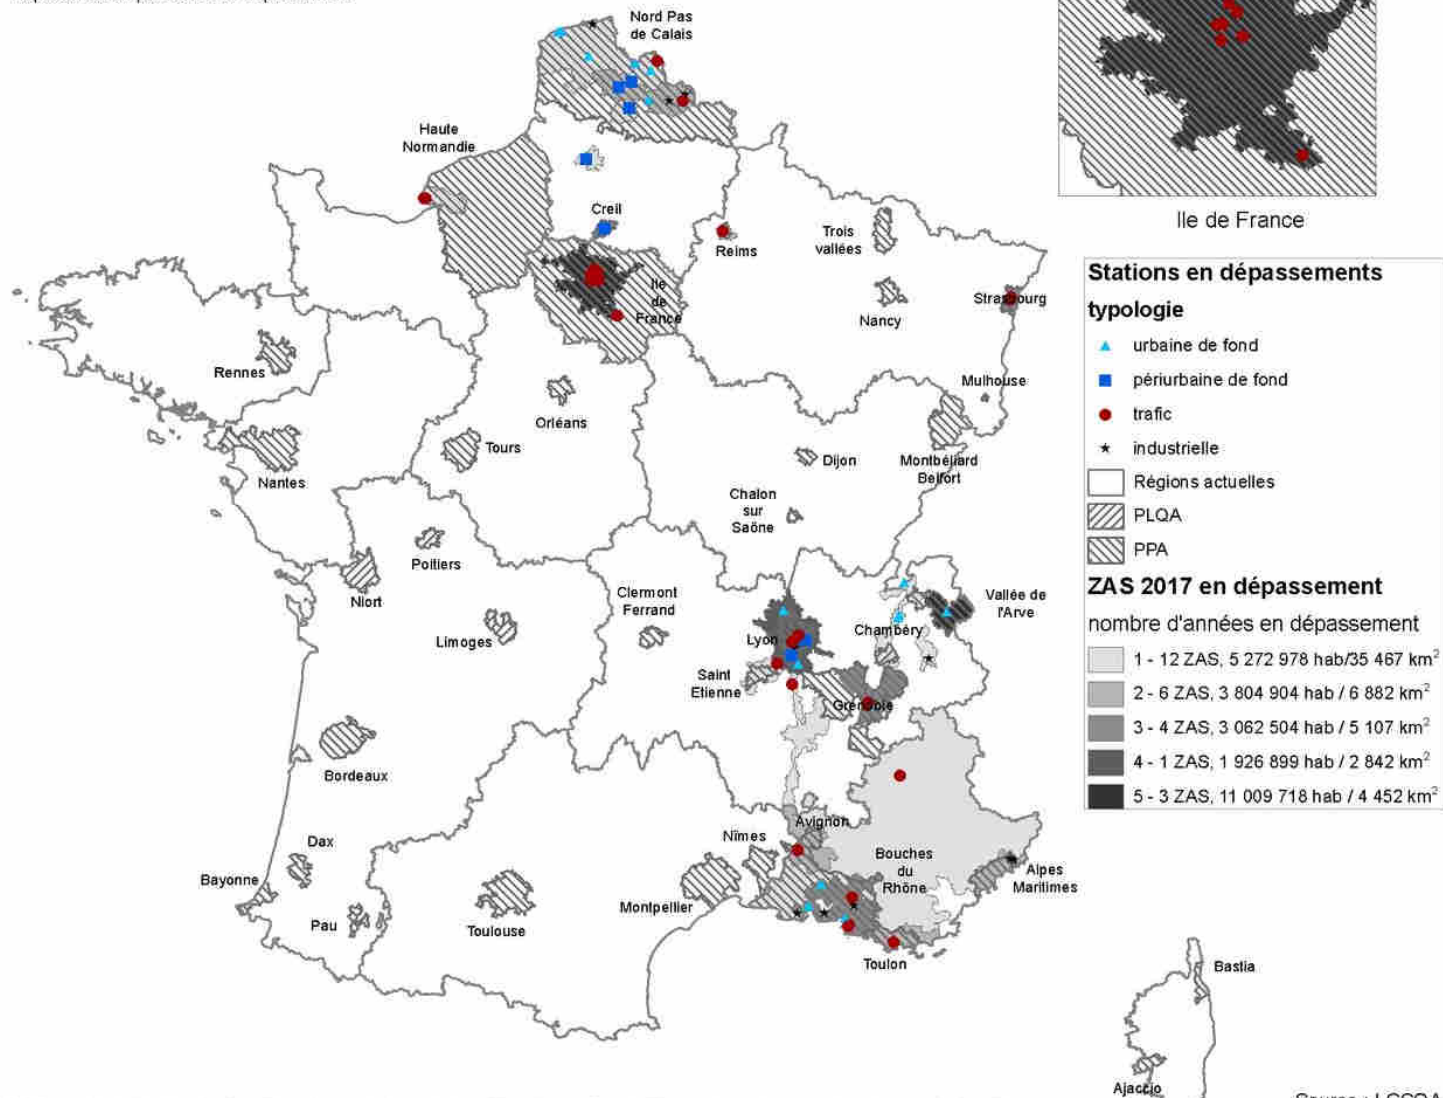 Nord Pas
de Calais
Haute
Normandie
Creil
Reims
Trois
vallées
Nancy
Strasbourg
Ile
de
France
Ile de France
Rennes
Orléans
Mulhouse
Tours
Nantes
Dijon
Montbéliard
Belfort
Chalon
sur
Saône
Poitiers
Niort
Limoges
Clermont
Ferrand
Lyon
Chambéry
Vallée de
l'Arve
Saint
Etienne
Grenoble
Bordeaux
Avignon
Nîmes
Dax
Bayonne
Pau
Toulouse
Montpellier
Bouches
du
Rhône
Alpes
Maritimes
Toulon
Bastia
Ajaccio
Stations en dépassements
typologie
urbaine de fond
périurbaine de fond
trafic
industrielle
Régions actuelles
PLQA
PPA
ZAS 2017 en dépassement
nombre d'années en dépassement
1 - 12 ZAS, 5 272 978 hab/35 467 km²
2 - 6 ZAS, 3 804 904 hab / 6 882 km²
3 - 4 ZAS, 3 062 504 hab / 5 107 km²
4 - 1 ZAS, 1 926 899 hab / 2 842 km²
5 - 3 ZAS, 11 009 718 hab / 4 452 km²
Source : LCSQA